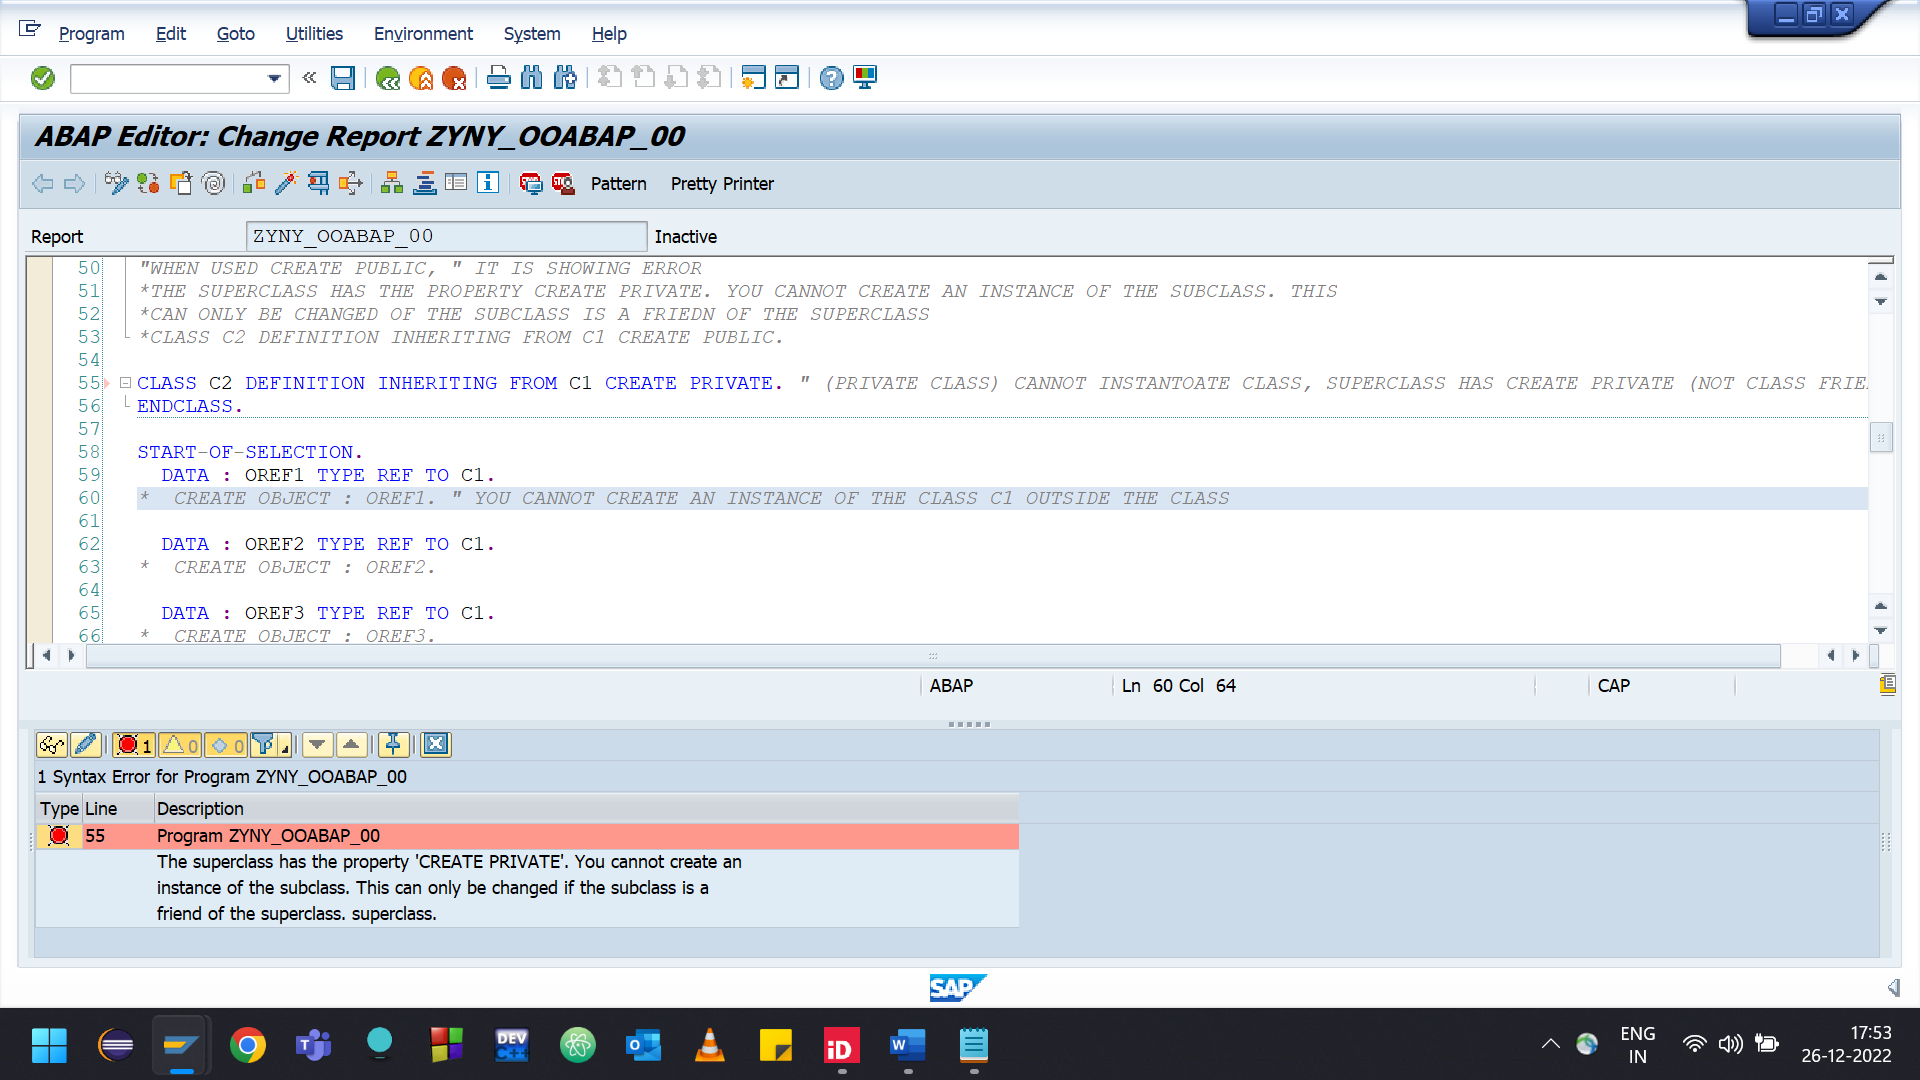 Program Edit Goto Utilities Environment System Help
ABAP Editor: Change Report ZYNY_OOABAP_00
Pattern Pretty Printer
Report ZYNY_OOABAP_00 Inactive
50 "WHEN USED CREATE PUBLIC, " IT IS SHOWING ERROR
51 *THE SUPERCLASS HAS THE PROPERTY CREATE PRIVATE. YOU CANNOT CREATE AN INSTANCE OF THE SUBCLASS. THIS
52 *CAN ONLY BE CHANGED OF THE SUBCLASS IS A FRIEDN OF THE SUPERCLASS
53 *CLASS C2 DEFINITION INHERITING FROM C1 CREATE PUBLIC.
54
55 CLASS C2 DEFINITION INHERITING FROM C1 CREATE PRIVATE. " (PRIVATE CLASS) CANNOT INSTANTOATE CLASS, SUPERCLASS HAS CREATE PRIVATE (NOT CLASS FRIE
56 ENDCLASS.
57
58 START-OF-SELECTION.
59 DATA : OREF1 TYPE REF TO C1.
60 * CREATE OBJECT : OREF1. " YOU CANNOT CREATE AN INSTANCE OF THE CLASS C1 OUTSIDE THE CLASS
61
62 DATA : OREF2 TYPE REF TO C1.
63 * CREATE OBJECT : OREF2.
64
65 DATA : OREF3 TYPE REF TO C1.
66 * CREATE OBJECT : OREF3.
ABAP Ln 60 Col 64 CAP
1 0 0
1 Syntax Error for Program ZYNY_OOABAP_00
Type Line Description
55 Program ZYNY_OOABAP_00
The superclass has the property 'CREATE PRIVATE'. You cannot create an
instance of the subclass. This can only be changed if the subclass is a
friend of the superclass. superclass.
SAP
DEV C++ iD W
ENG
IN
17:53
26-12-2022